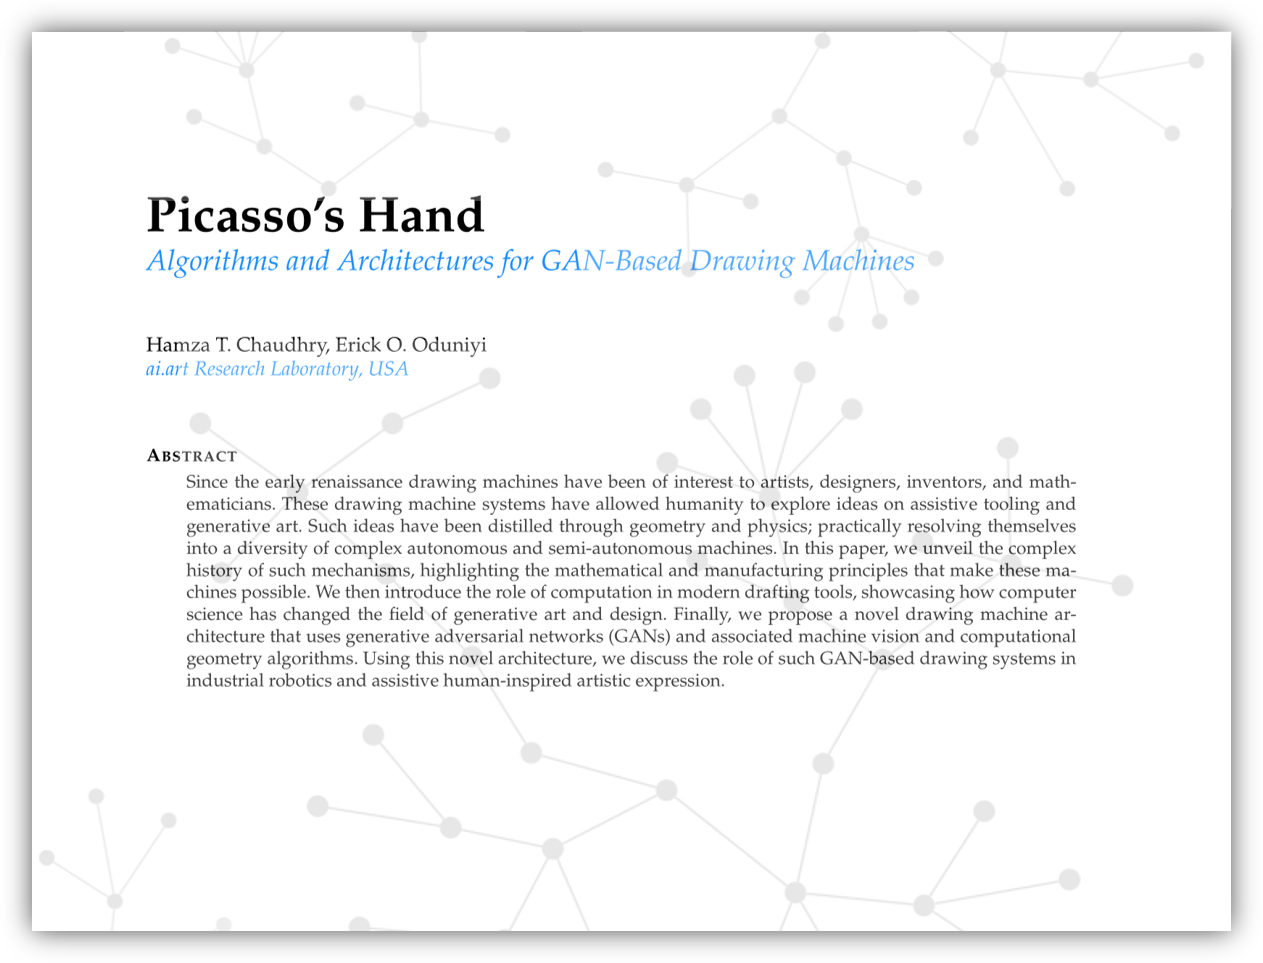 Picasso’s Hand
Algorithms and Architectures for GAN-Based Drawing Machines
Hamza T. Chaudhry, Erick O. Oduniyi
ai.art Research Laboratory, USA
ABSTRACT
Since the early renaissance drawing machines have been of interest to artists, designers, inventors, and math-
ematicians. These drawing machine systems have allowed humanity to explore ideas on assistive tooling and
generative art. Such ideas have been distilled through geometry and physics; practically resolving themselves
into a diversity of complex autonomous and semi-autonomous machines. In this paper, we unveil the complex
history of such mechanisms, highlighting the mathematical and manufacturing principles that make these ma-
chines possible. We then introduce the role of computation in modern drafting tools, showcasing how computer
science has changed the field of generative art and design. Finally, we propose a novel drawing machine ar-
chitecture that uses generative adversarial networks (GANs) and associated machine vision and computational
geometry algorithms. Using this novel architecture, we discuss the role of such GAN-based drawing systems in
industrial robotics and assistive human-inspired artistic expression.